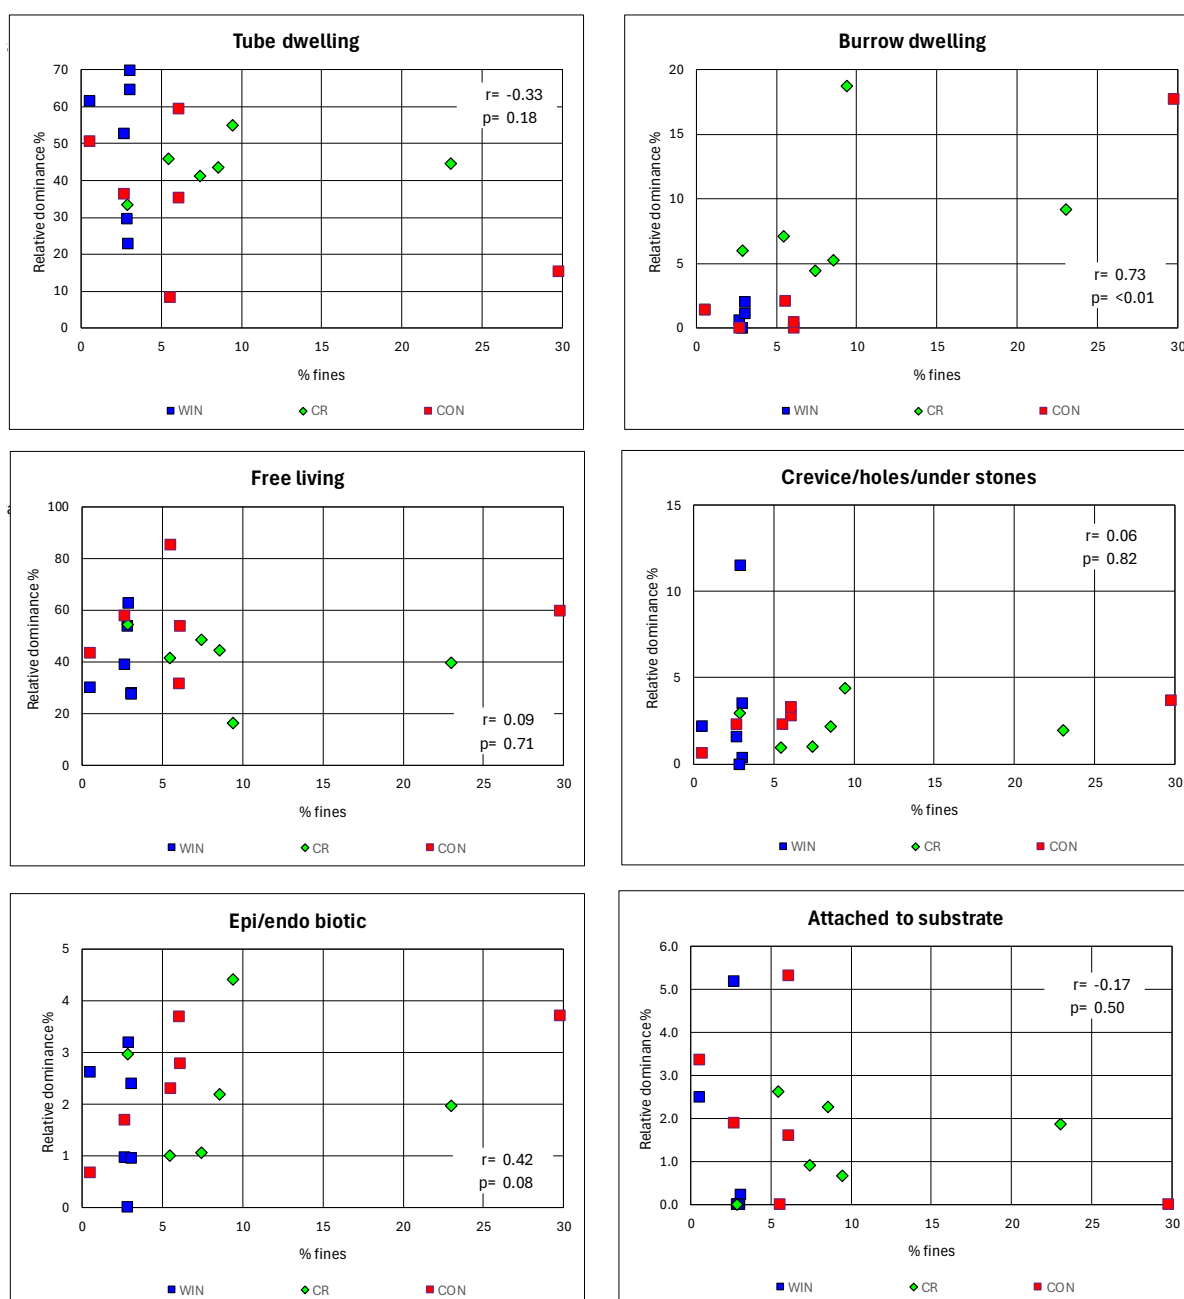 Tube dwelling
70
60
50
40
30
20
10
0
Relative dominance %
r= -0.33
p= 0.18
0 5 10 15 20 25 30
% fines
WIN CR CON
Burrow dwelling
20
15
10
5
0
Relative dominance %
r= 0.73
p= <0.01
0 5 10 15 20 25 30
% fines
WIN CR CON
Free living
100
80
60
40
20
0
Relative dominance %
r= 0.09
p= 0.71
0 5 10 15 20 25 30
% fines
WIN CR CON
Crevice/holes/under stones
15
10
5
0
Relative dominance %
r= 0.06
p= 0.82
0 5 10 15 20 25 30
% fines
WIN CR CON
Epi/endo biotic
5
4
3
2
1
0
Relative dominance %
r= 0.42
p= 0.08
0 5 10 15 20 25 30
% fines
WIN CR CON
Attached to substrate
6.0
5.0
4.0
3.0
2.0
1.0
0.0
Relative dominance %
r= -0.17
p= 0.50
0 5 10 15 20 25 30
% fines
WIN CR CON